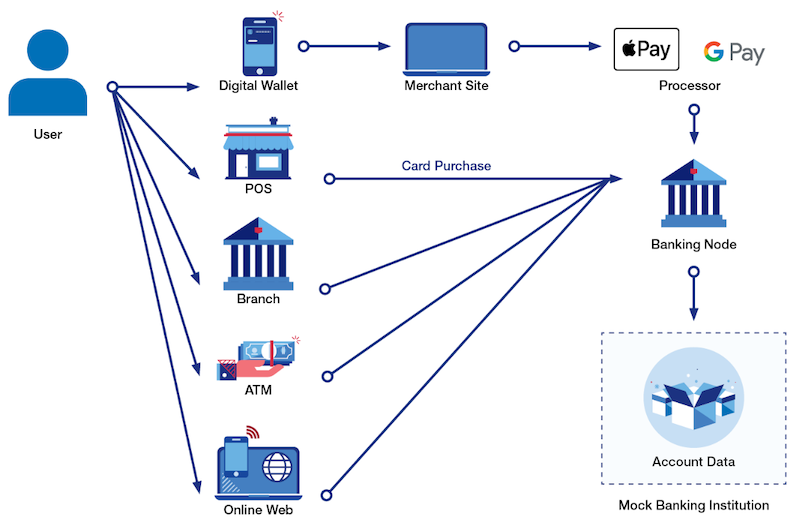 User
Digital Wallet
Merchant Site
Pay
G Pay
Processor
POS
Card Purchase
Banking Node
Branch
ATM
Account Data
Online Web
Mock Banking Institution